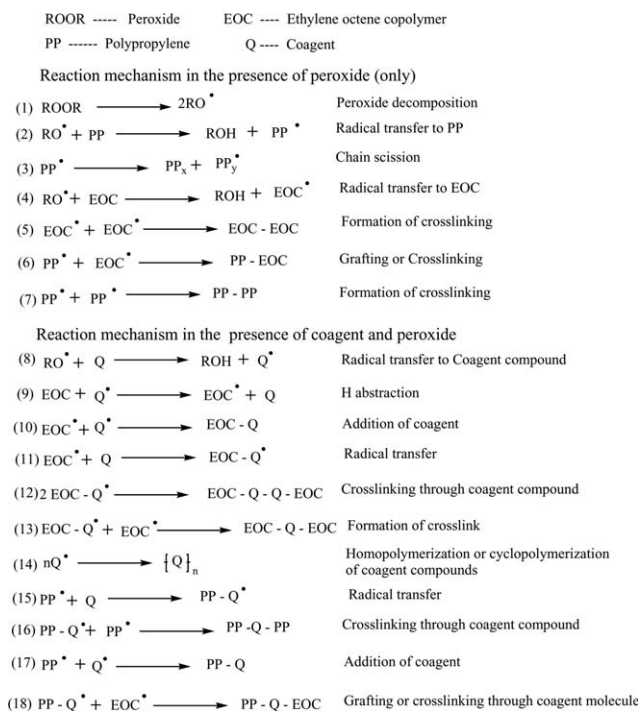 ROOR ----- Peroxide EOC ---- Ethylene octene copolymer
PP ------ Polypropylene Q ---- Coagent
Reaction mechanism in the presence of peroxide (only)
(1) ROOR ⟶ 2RO• Peroxide decomposition
(2) RO• + PP ⟶ ROH + PP• Radical transfer to PP
(3) PP• ⟶ PPₓ + PPᵧ• Chain scission
(4) RO• + EOC ⟶ ROH + EOC• Radical transfer to EOC
(5) EOC• + EOC• ⟶ EOC - EOC Formation of crosslinking
(6) PP• + EOC• ⟶ PP - EOC Grafting or Crosslinking
(7) PP• + PP• ⟶ PP - PP Formation of crosslinking
Reaction mechanism in the presence of coagent and peroxide
(8) RO• + Q ⟶ ROH + Q• Radical transfer to Coagent compound
(9) EOC + Q• ⟶ EOC• + Q H abstraction
(10) EOC• + Q• ⟶ EOC - Q Addition of coagent
(11) EOC• + Q ⟶ EOC - Q• Radical transfer
(12) 2 EOC - Q• ⟶ EOC - Q - Q - EOC Crosslinking through coagent compound
(13) EOC - Q• + EOC• ⟶ EOC - Q - EOC Formation of crosslink
(14) nQ• ⟶ {Q}ₙ Homopolymerization or cyclopolymerization
of coagent compounds
(15) PP• + Q ⟶ PP - Q• Radical transfer
(16) PP - Q• + PP• ⟶ PP -Q - PP Crosslinking through coagent compound
(17) PP• + Q• ⟶ PP - Q Addition of coagent
(18) PP - Q• + EOC• ⟶ PP - Q - EOC Grafting or crosslinking through coagent molecule